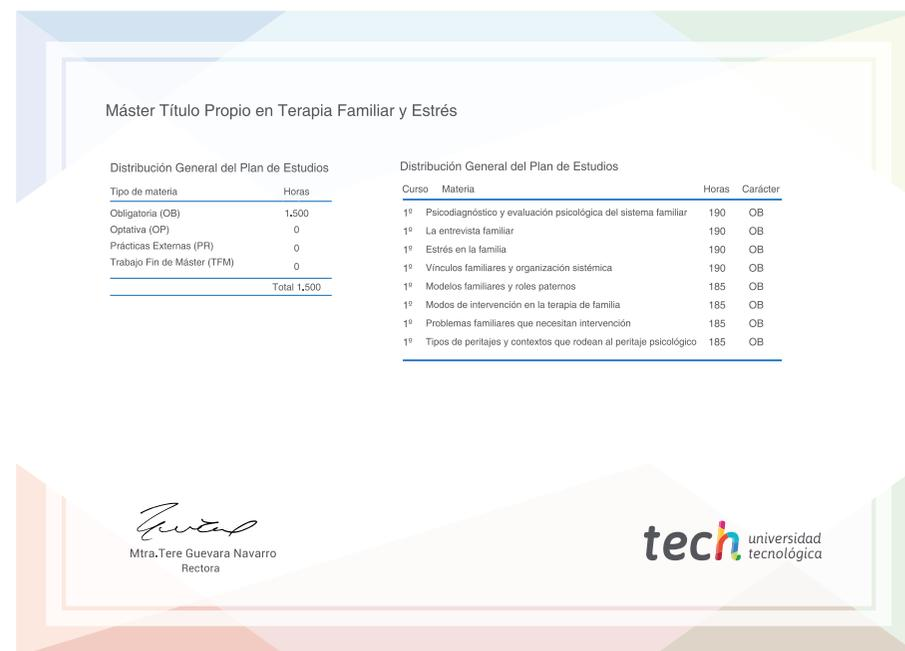 Máster Título Propio en Terapia Familiar y Estrés
Distribución General del Plan de Estudios
Tipo de materia Horas
Obligatoria (OB) 1.500
Optativa (OP) 0
Prácticas Externas (PR) 0
Trabajo Fin de Máster (TFM) 0
Total 1.500
Distribución General del Plan de Estudios
Curso Materia Horas Carácter
1º Psicodiagnóstico y evaluación psicológica del sistema familiar 190 OB
1º La entrevista familiar 190 OB
1º Estrés en la familia 190 OB
1º Vínculos familiares y organización sistémica 190 OB
1º Modelos familiares y roles paternos 185 OB
1º Modos de intervención en la terapia de familia 185 OB
1º Problemas familiares que necesitan intervención 185 OB
1º Tipos de peritajes y contextos que rodean al peritaje psicológico 185 OB
Mtra.Tere Guevara Navarro
Rectora
tech universidad
tecnológica